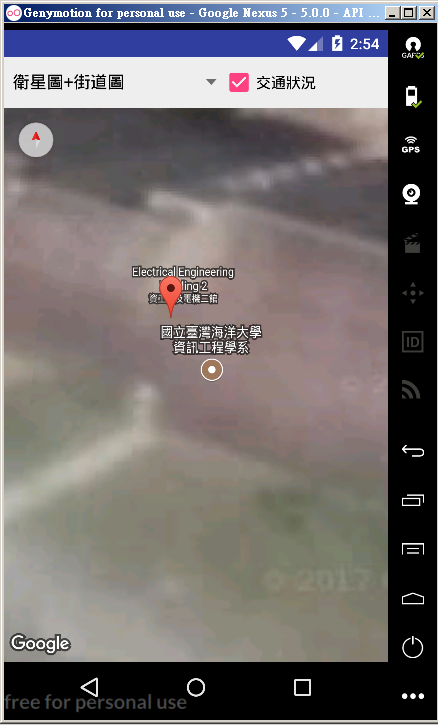 Genymotion for personal use - Google Nexus 5 - 5.0.0 - API ...
2:54
衛星圖+街道圖
交通狀況
GAPPS
GPS
Electrical Engineering
2
國立臺灣海洋大學
資訊工程學系
ID
© 2017
Google
free for personal use